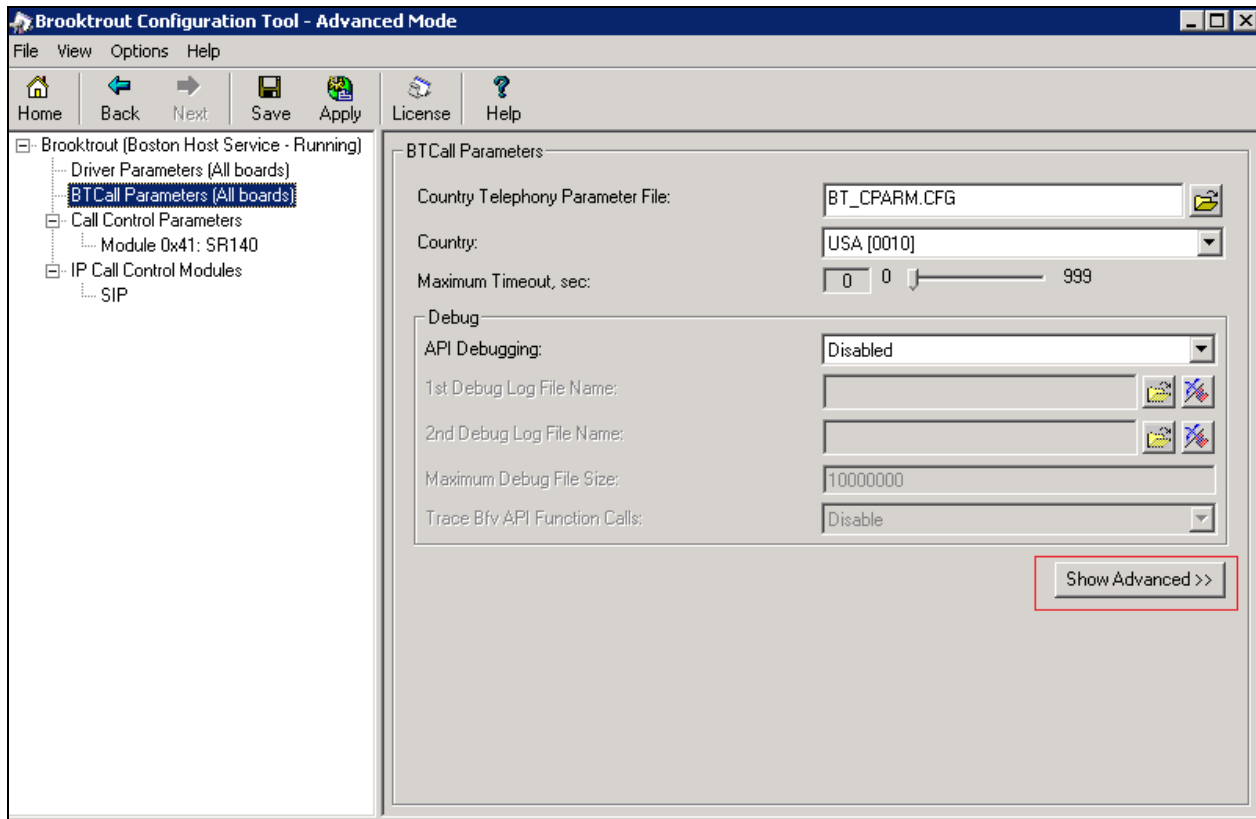 Brooktrout Configuration Tool - Advanced Mode
File View Options Help
Home Back Next Save Apply License Help
Brooktrout (Boston Host Service - Running)
Driver Parameters (All boards)
BTCall Parameters (All boards)
Call Control Parameters
Module 0x41: SR140
IP Call Control Modules
SIP
BTCall Parameters
Country Telephony Parameter File: BT_CPARM.CFG
Country: USA [0010]
Maximum Timeout, sec: 0 0 999
Debug
API Debugging: Disabled
1st Debug Log File Name:
2nd Debug Log File Name:
Maximum Debug File Size: 10000000
Trace Bfv API Function Calls: Disable
Show Advanced >>